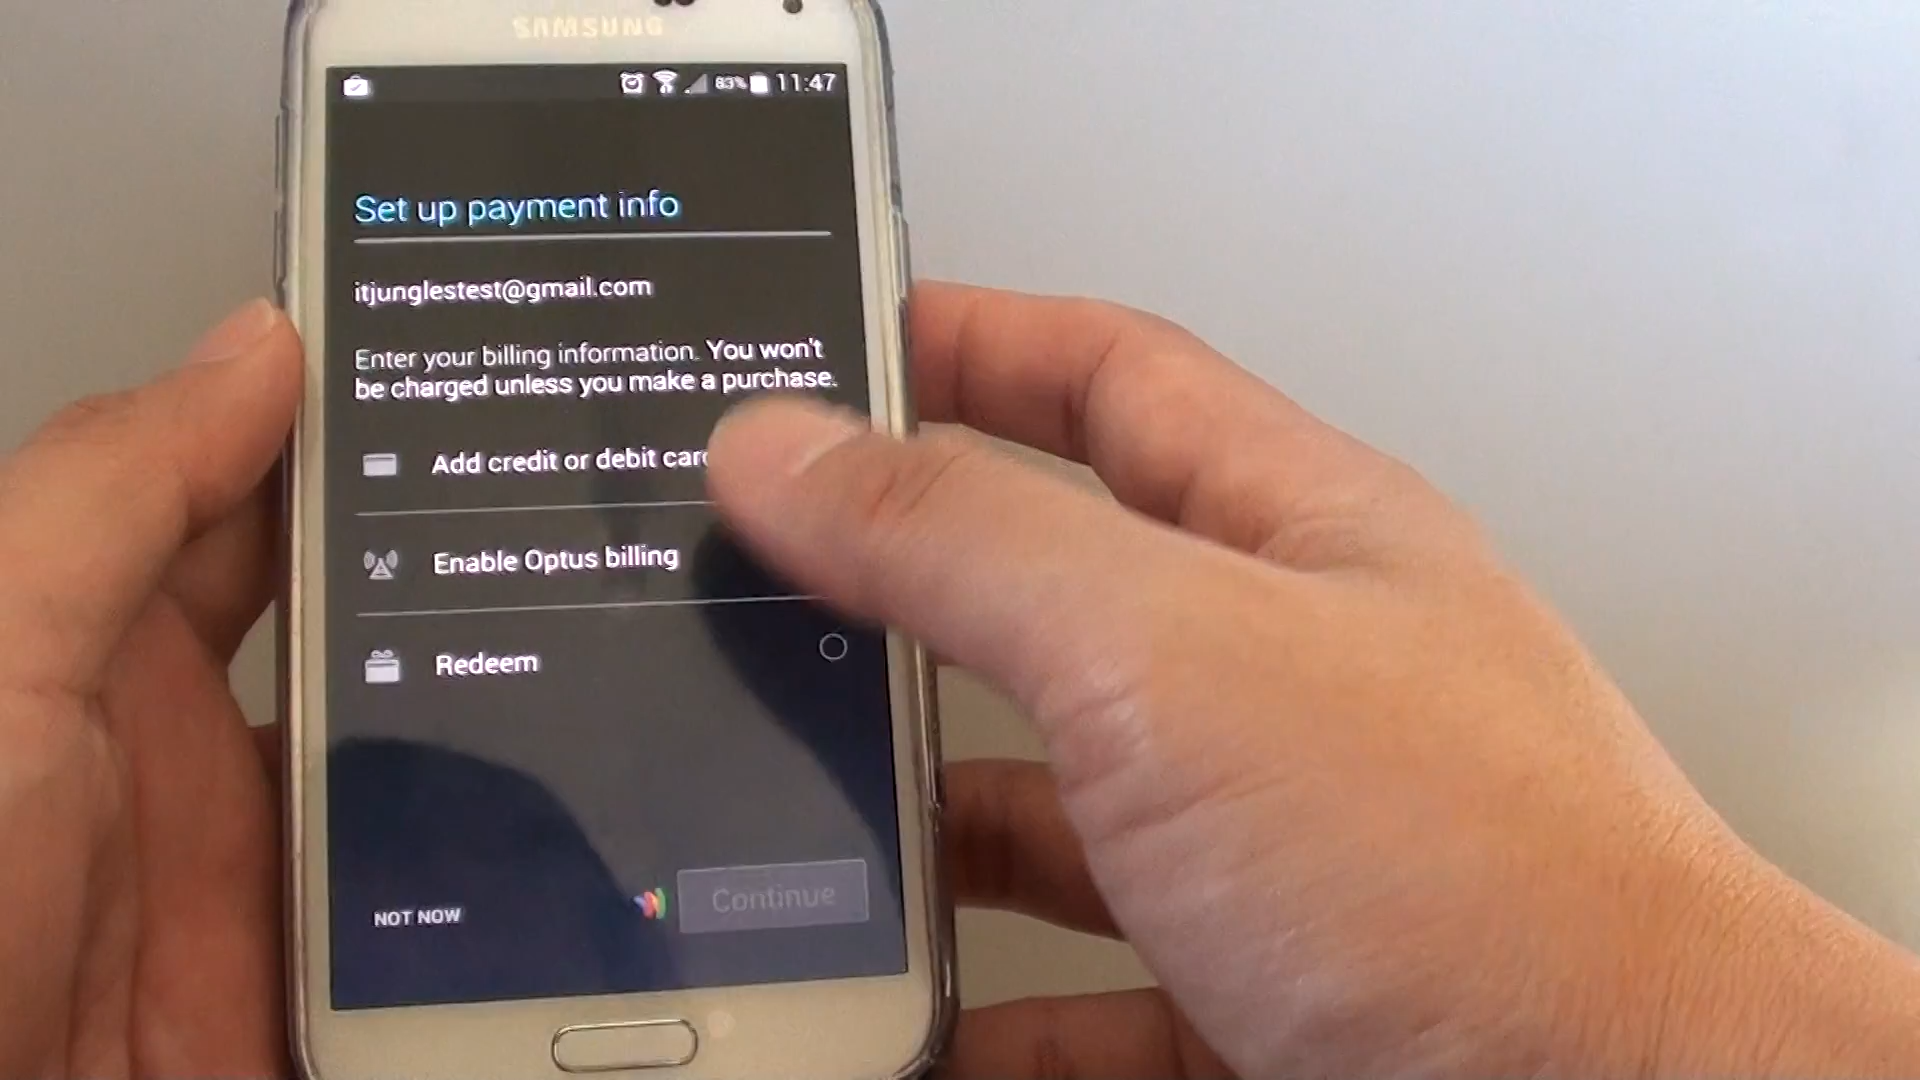 SAMSUNG
83% 11:47
Set up payment info
itjunglestest@gmail.com
Enter your billing information. You won't
be charged unless you make a purchase.
Add credit or debit car
Enable Optus billing
Redeem
NOT NOW
Continue